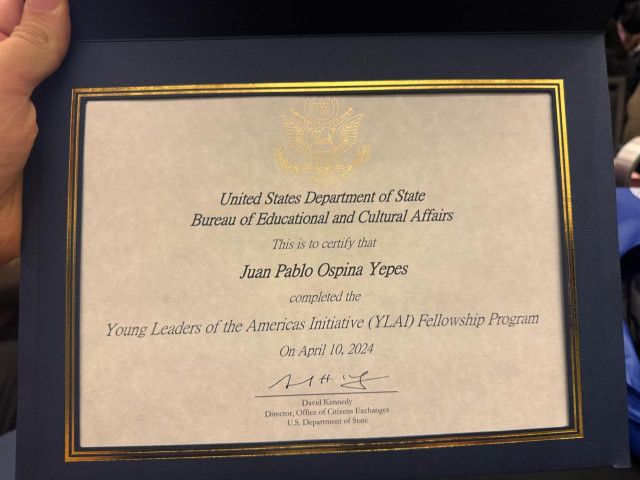 United States Department of State
Bureau of Educational and Cultural Affairs
This is to certify that
Juan Pablo Ospina Yepes
completed the
Young Leaders of the Americas Initiative (YLAI) Fellowship Program
On April 10, 2024
David Kennedy
Director, Office of Citizens Exchanges
U.S. Department of State